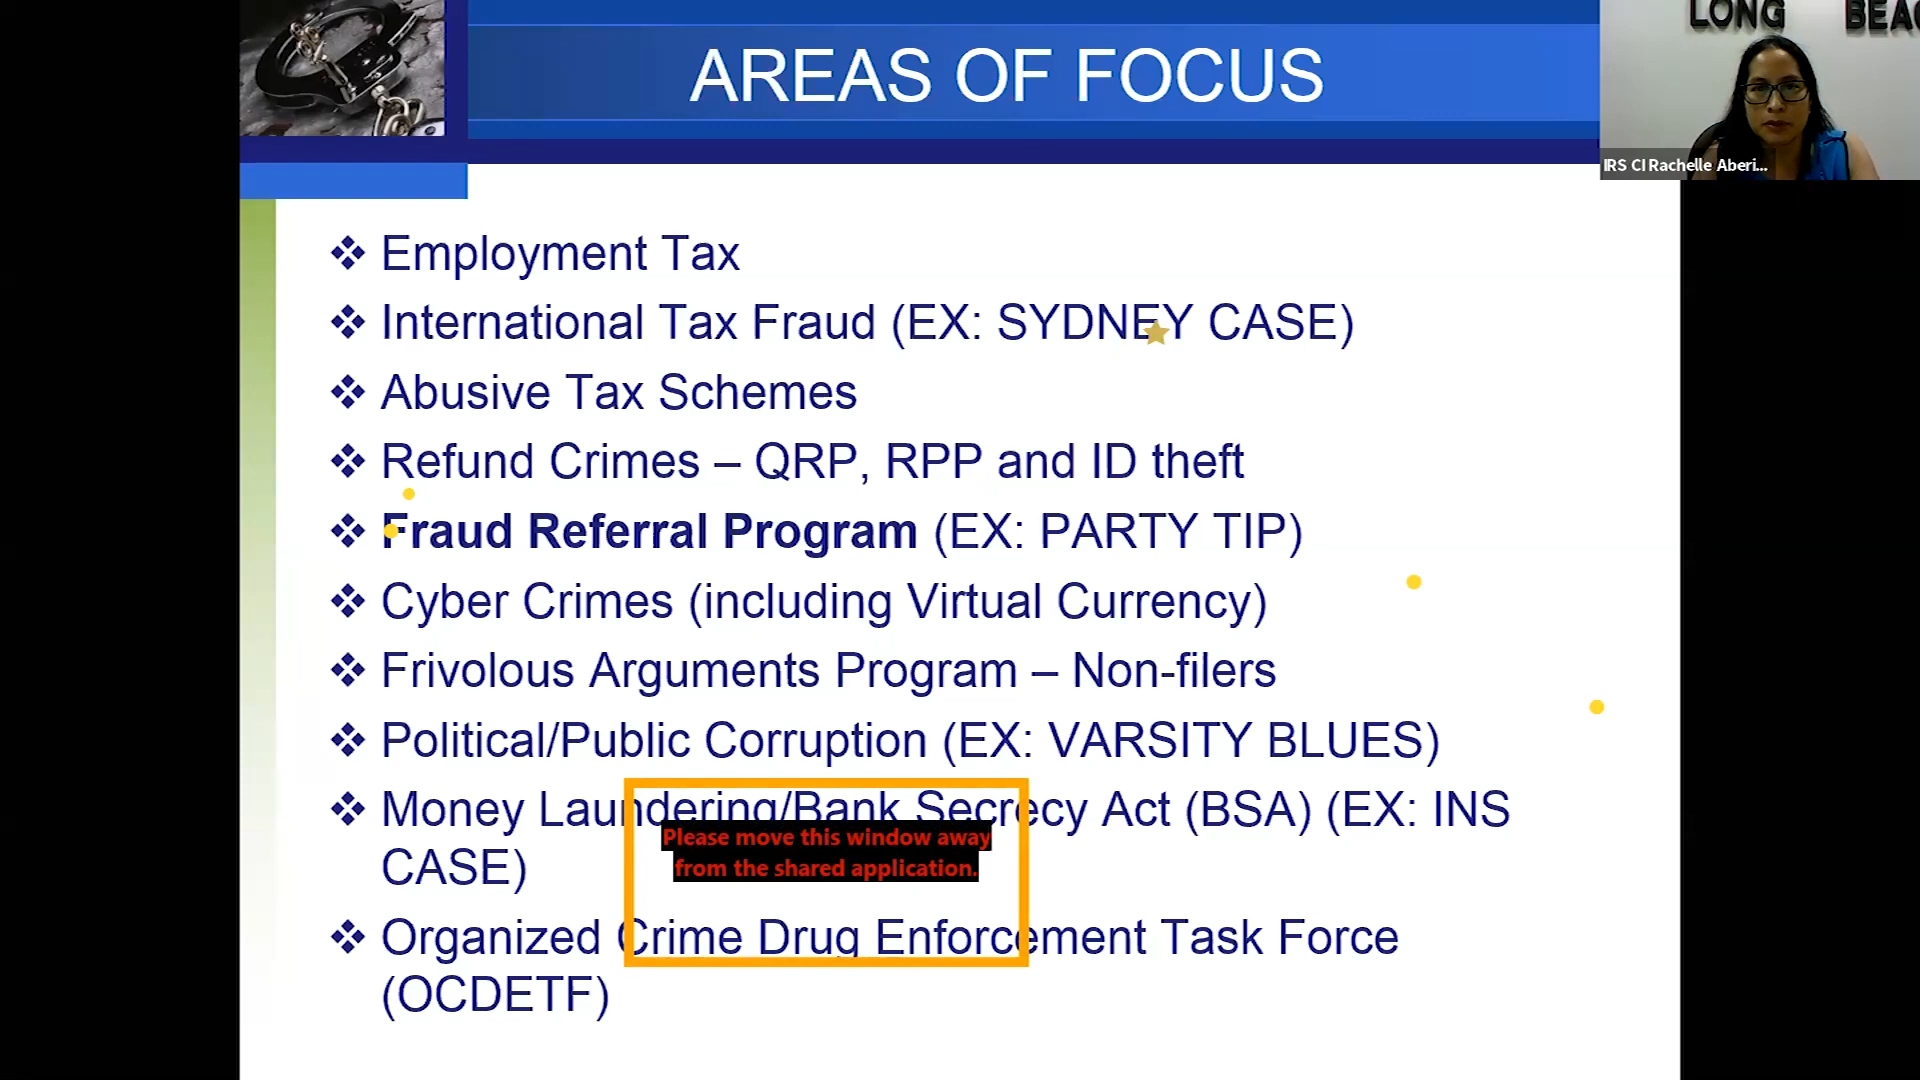 AREAS OF FOCUS
LONG BEAC
IRS CI Rachelle Aberi...
❖ Employment Tax
❖ International Tax Fraud (EX: SYDNEY CASE)
❖ Abusive Tax Schemes
❖ Refund Crimes – QRP, RPP and ID theft
❖ Fraud Referral Program (EX: PARTY TIP)
❖ Cyber Crimes (including Virtual Currency)
❖ Frivolous Arguments Program – Non-filers
❖ Political/Public Corruption (EX: VARSITY BLUES)
❖ Money Laundering/Bank Secrecy Act (BSA) (EX: INS
CASE)
Please move this window away
from the shared application.
❖ Organized Crime Drug Enforcement Task Force
(OCDETF)